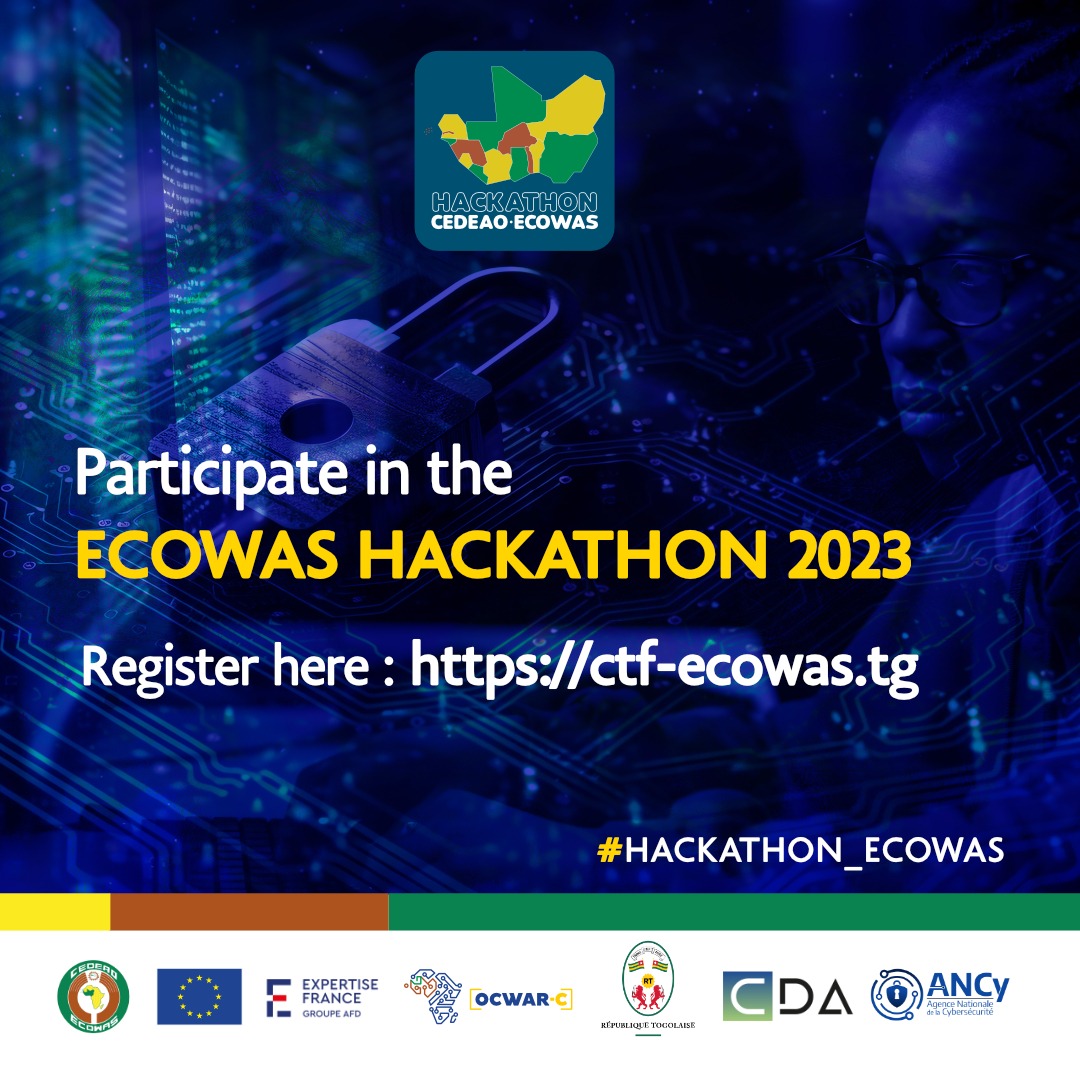 HACKATHON
CEDEAO·ECOWAS
Participate in the
ECOWAS HACKATHON 2023
Register here : https://ctf-ecowas.tg
#HACKATHON_ECOWAS
CEDEAO
ECOWAS
EXPERTISE
FRANCE
GROUPE AFD
OCWAR-C
RT
RÉPUBLIQUE TOGOLAISE
CDA
ANCy
Agence Nationale
de la Cybersécurité